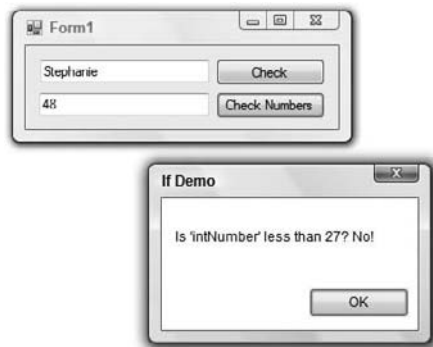 Form1
Stephanie
Check
48
Check Numbers
If Demo
Is 'intNumber' less than 27? No!
OK